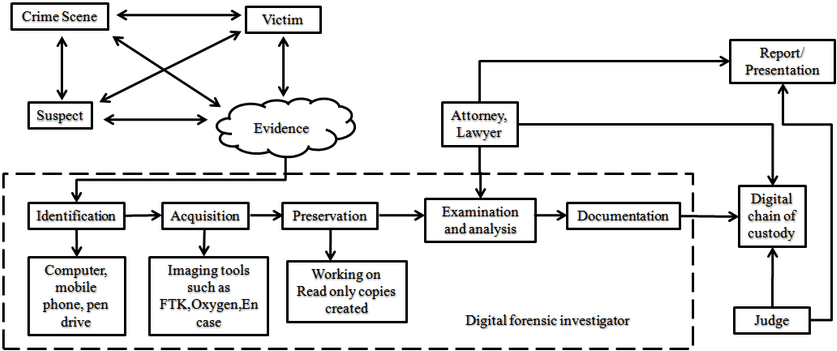 Crime Scene
Victim
Suspect
Evidence
Attorney,
Lawyer
Report/
Presentation
Identification
Acquisition
Preservation
Examination
and analysis
Documentation
Digital
chain of
custody
Computer,
mobile
phone, pen
drive
Imaging tools
such as
FTK,Oxygen,En
case
Working on
Read only copies
created
Digital forensic investigator
Judge